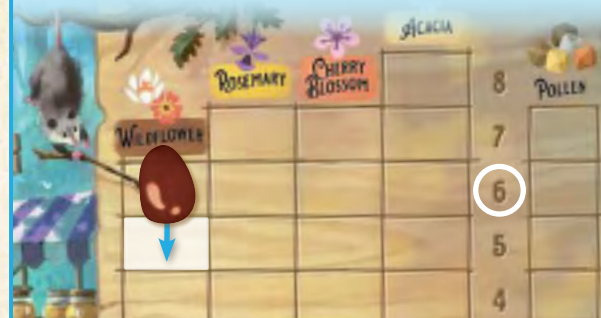 Acacia
Rosemary
Cherry
Blossom
8
Pollen
Wildflower
7
6
5
4